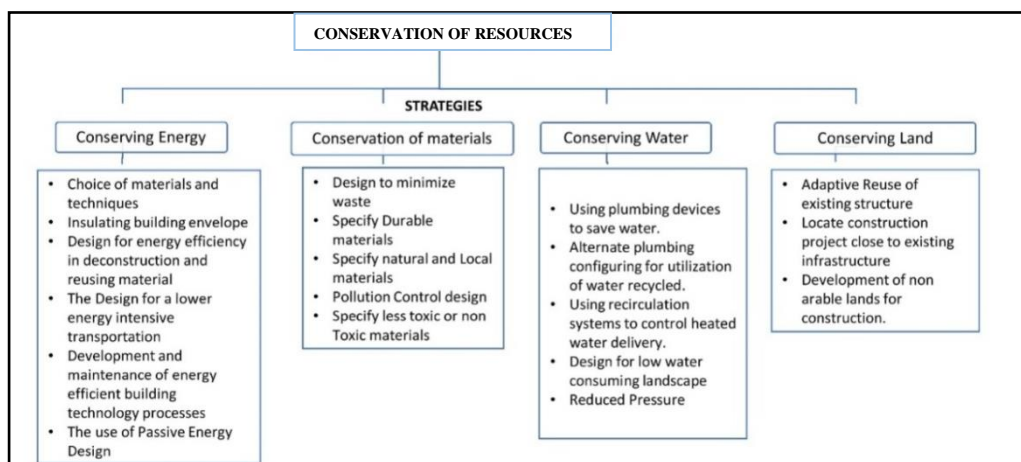 CONSERVATION OF RESOURCES
STRATEGIES
Conserving Energy
• Choice of materials and
techniques
• Insulating building envelope
• Design for energy efficiency
in deconstruction and
reusing material
• The Design for a lower
energy intensive
transportation
• Development and
maintenance of energy
efficient building
technology processes
• The use of Passive Energy
Design
Conservation of materials
• Design to minimize
waste
• Specify Durable
materials
• Specify natural and Local
materials
• Pollution Control design
• Specify less toxic or non
Toxic materials
Conserving Water
• Using plumbing devices
to save water.
• Alternate plumbing
configuring for utilization
of water recycled.
• Using recirculation
systems to control heated
water delivery.
• Design for low water
consuming landscape
• Reduced Pressure
Conserving Land
• Adaptive Reuse of
existing structure
• Locate construction
project close to existing
infrastructure
• Development of non
arable lands for
construction.